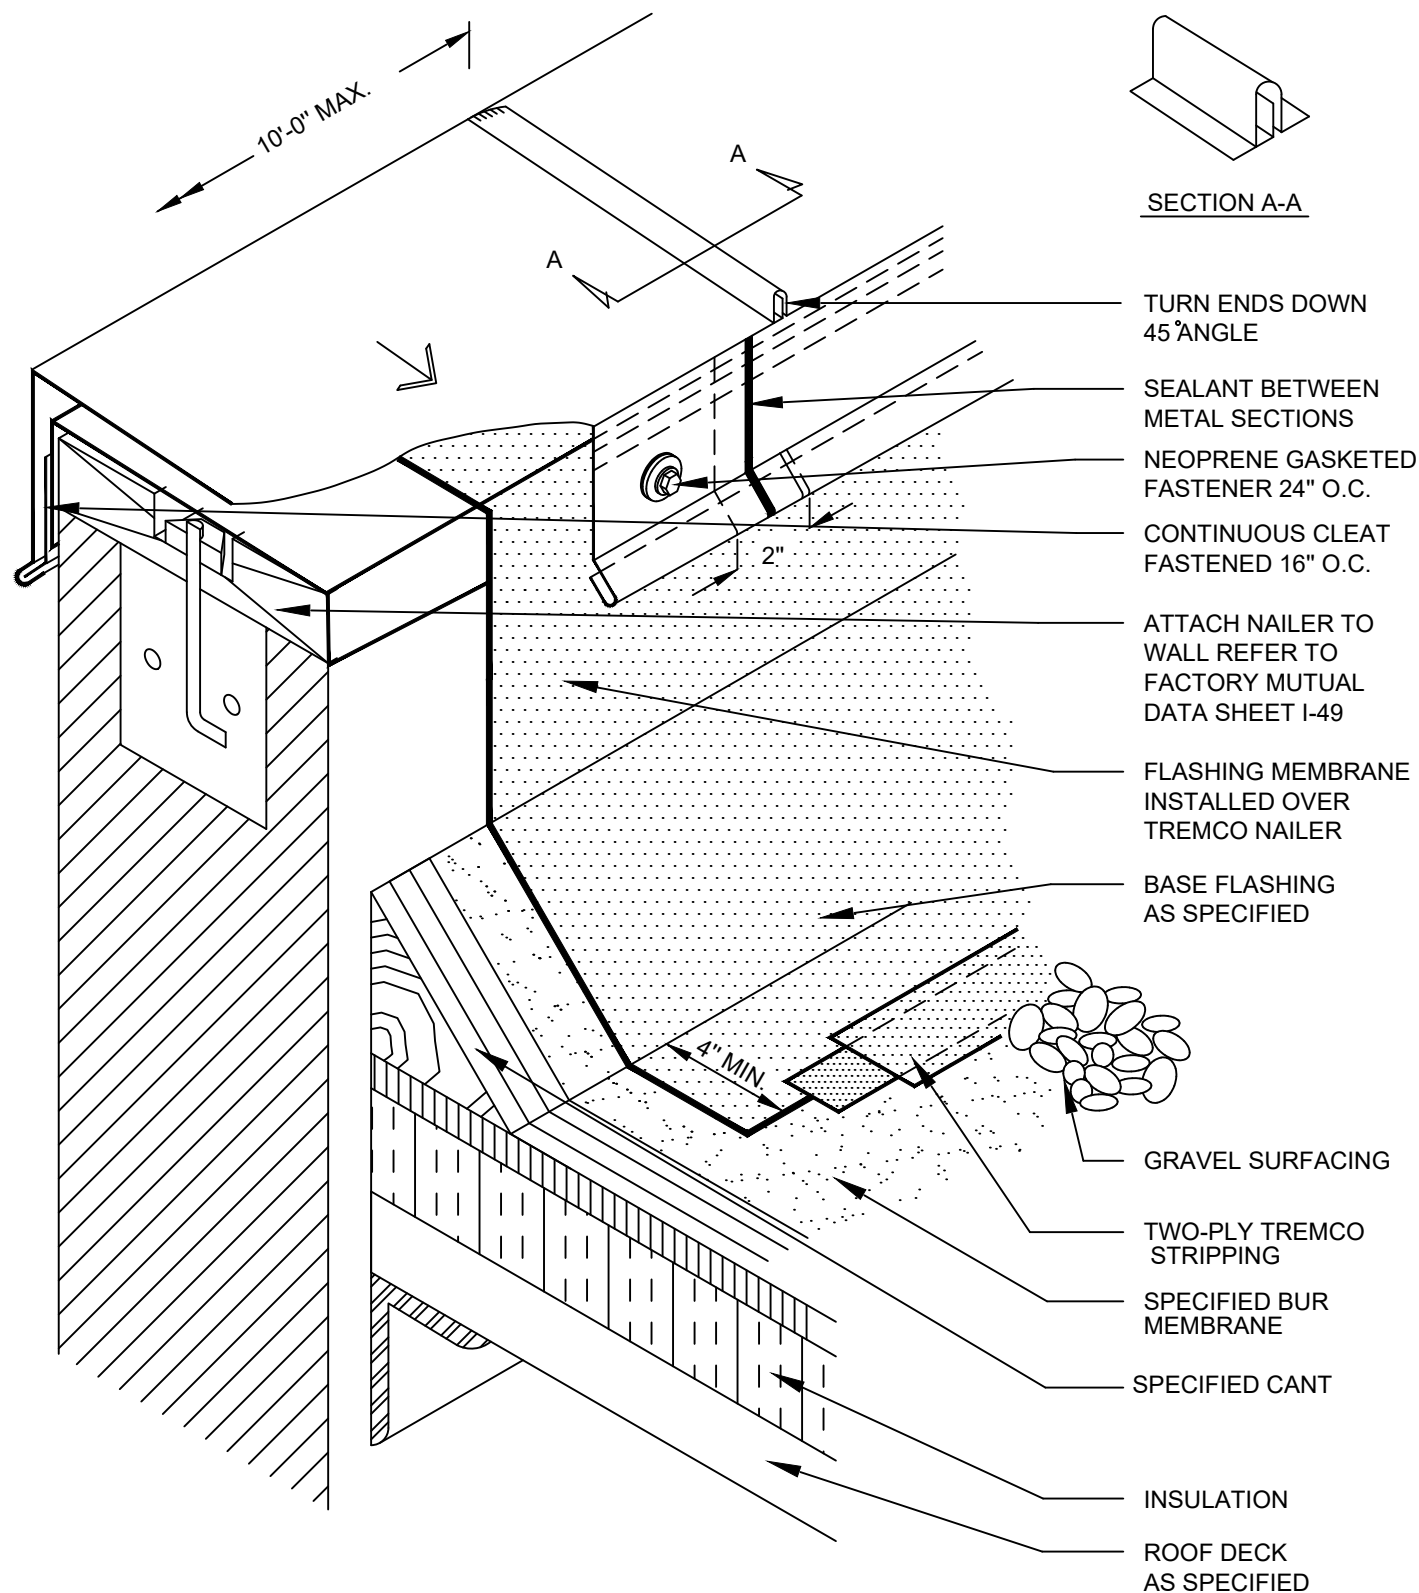 10'-0" MAX.
A
A
SECTION A-A
TURN ENDS DOWN
45° ANGLE
SEALANT BETWEEN
METAL SECTIONS
NEOPRENE GASKETED
FASTENER 24" O.C.
CONTINUOUS CLEAT
FASTENED 16" O.C.
2"
ATTACH NAILER TO
WALL REFER TO
FACTORY MUTUAL
DATA SHEET I-49
FLASHING MEMBRANE
INSTALLED OVER
TREMCO NAILER
BASE FLASHING
AS SPECIFIED
4" MIN.
GRAVEL SURFACING
TWO-PLY TREMCO
STRIPPING
SPECIFIED BUR
MEMBRANE
SPECIFIED CANT
INSULATION
ROOF DECK
AS SPECIFIED